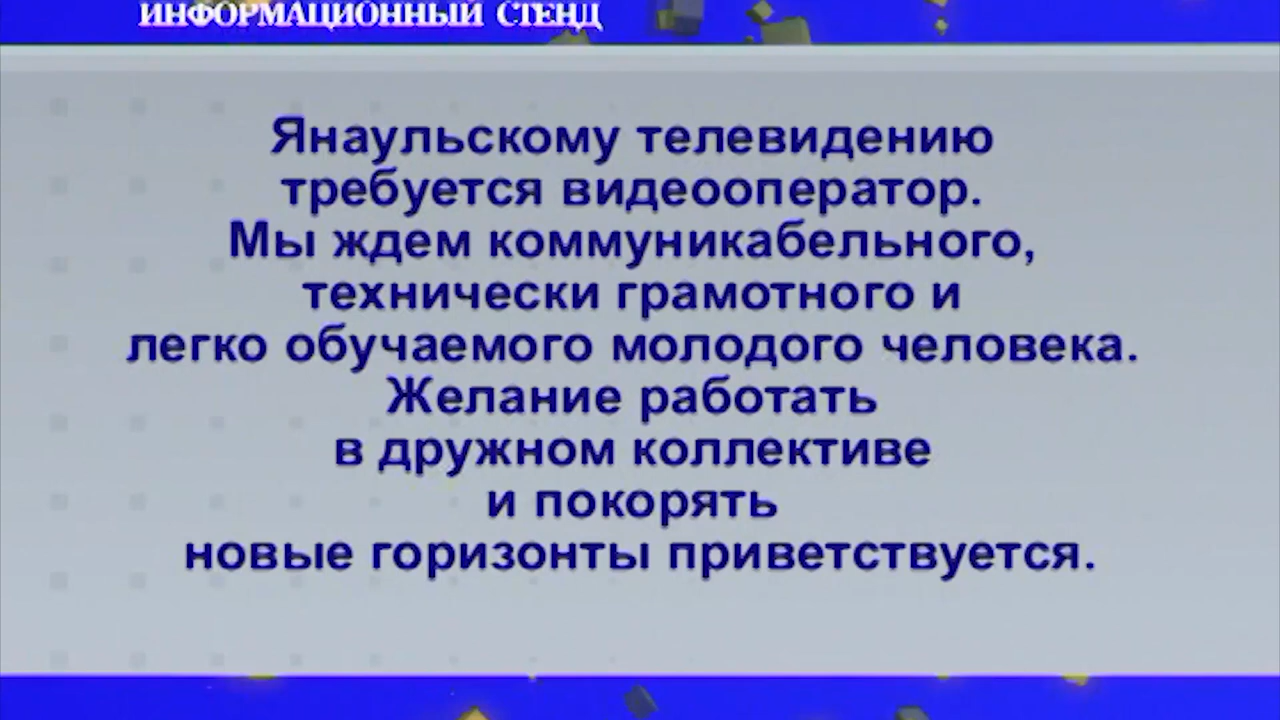 ИНФОРМАЦИОННЫЙ СТЕНД
Янаульскому телевидению
требуется видеооператор.
Мы ждем коммуникабельного,
технически грамотного и
легко обучаемого молодого человека.
Желание работать
в дружном коллективе
и покорять
новые горизонты приветствуется.